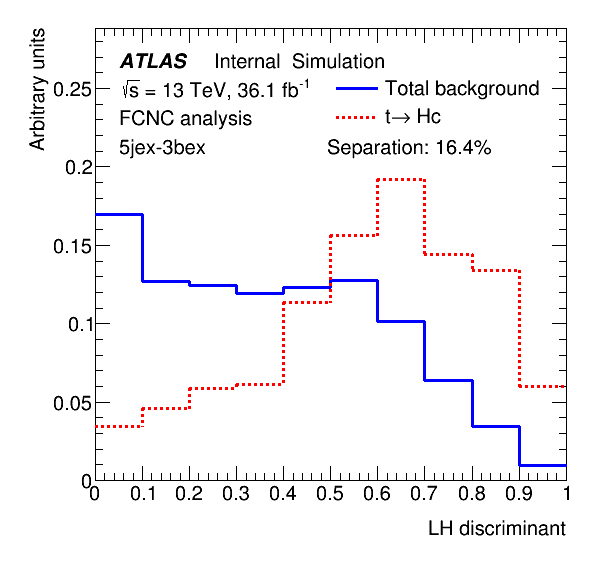 Arbitrary units
ATLAS Internal Simulation
√s = 13 TeV, 36.1 fb⁻¹
FCNC analysis
5jex-3bex
Total background
t→ Hc
Separation: 16.4%
0.25
0.2
0.15
0.1
0.05
0
0 0.1 0.2 0.3 0.4 0.5 0.6 0.7 0.8 0.9 1
LH discriminant